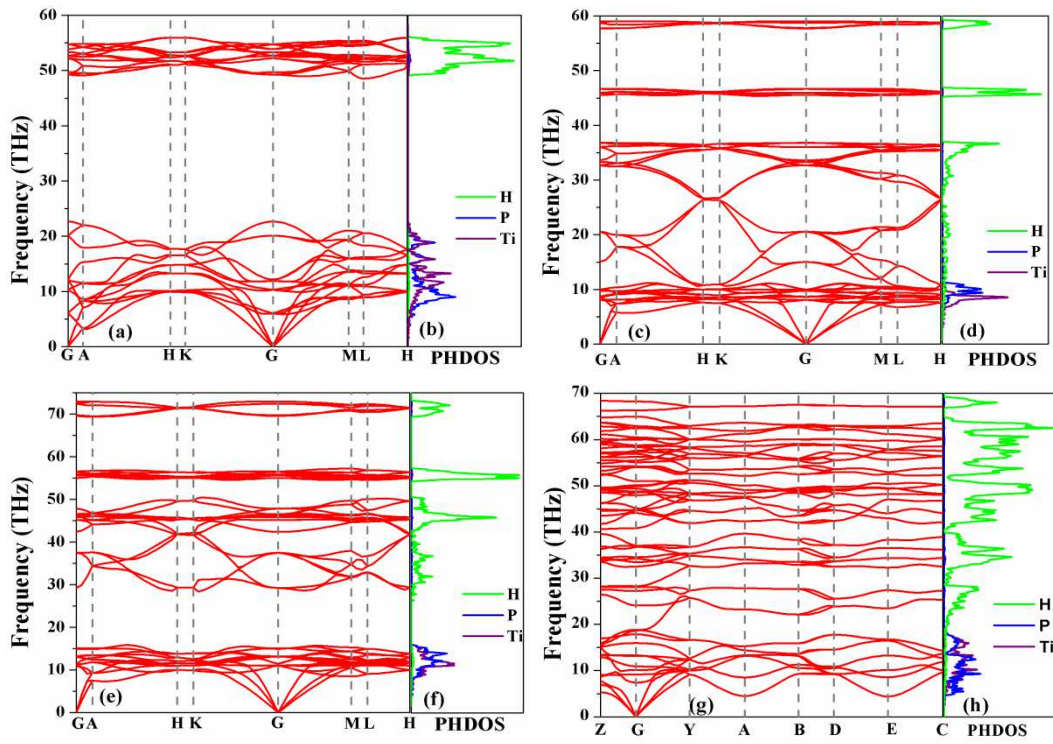 60
50
40
30
20
10
0
Frequency (THz)
(a)
(b)
H
P
Ti
G A H K G M L H PHDOS
60
50
40
30
20
10
0
Frequency (THz)
(c)
(d)
H
P
Ti
G A H K G M L H PHDOS
70
60
50
40
30
20
10
0
Frequency (THz)
(e)
(f)
H
P
Ti
G A H K G M L H PHDOS
70
60
50
40
30
20
10
0
Frequency (THz)
(g)
(h)
H
P
Ti
Z G Y A B D E C PHDOS